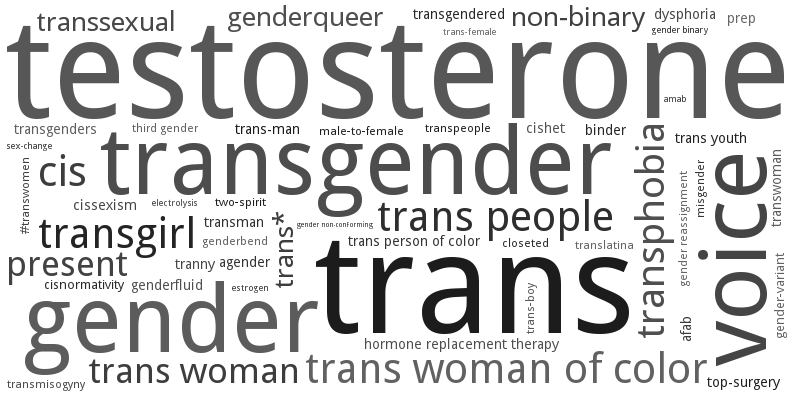 transsexual
genderqueer
transgendered
non-binary
dysphoria
prep
trans-female
gender binary
testosterone
amab
transgenders
third gender
trans-man
male-to-female
transpeople
cishet
binder
trans youth
sex-change
cis
transgender
transphobia
misgender
voice
transwoman
#transwomen
cissexism
electrolysis
two-spirit
gender reassignment
transgirl
transman
genderbend
trans*
gender non-conforming
trans people
trans person of color
closeted
translatina
present
tranny
agender
trans
cisnormativity
genderfluid
estrogen
trans-boy
afab
gender-variant
gender
hormone replacement therapy
transmisogyny
trans woman
trans woman of color
top-surgery